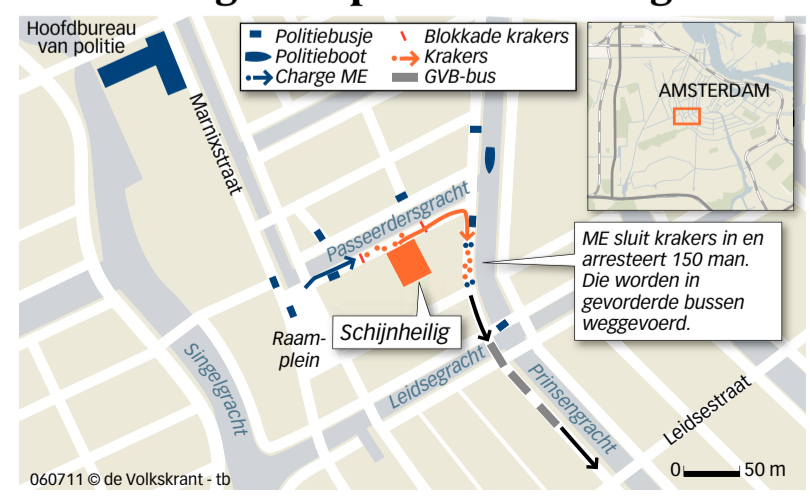 Hoofdbureau
van politie
Politiebusje
Politieboot
Charge ME
Blokkade krakers
Krakers
GVB-bus
AMSTERDAM
Marnixstraat
Passeerdersgracht
ME sluit krakers in en
arresteert 150 man.
Die worden in
gevorderde bussen
weggevoerd.
Raam-
plein
Schijnheilig
Singelgracht
Leidsegracht
Prinsengracht
Leidsestraat
060711 © de Volkskrant - tb
0 50 m